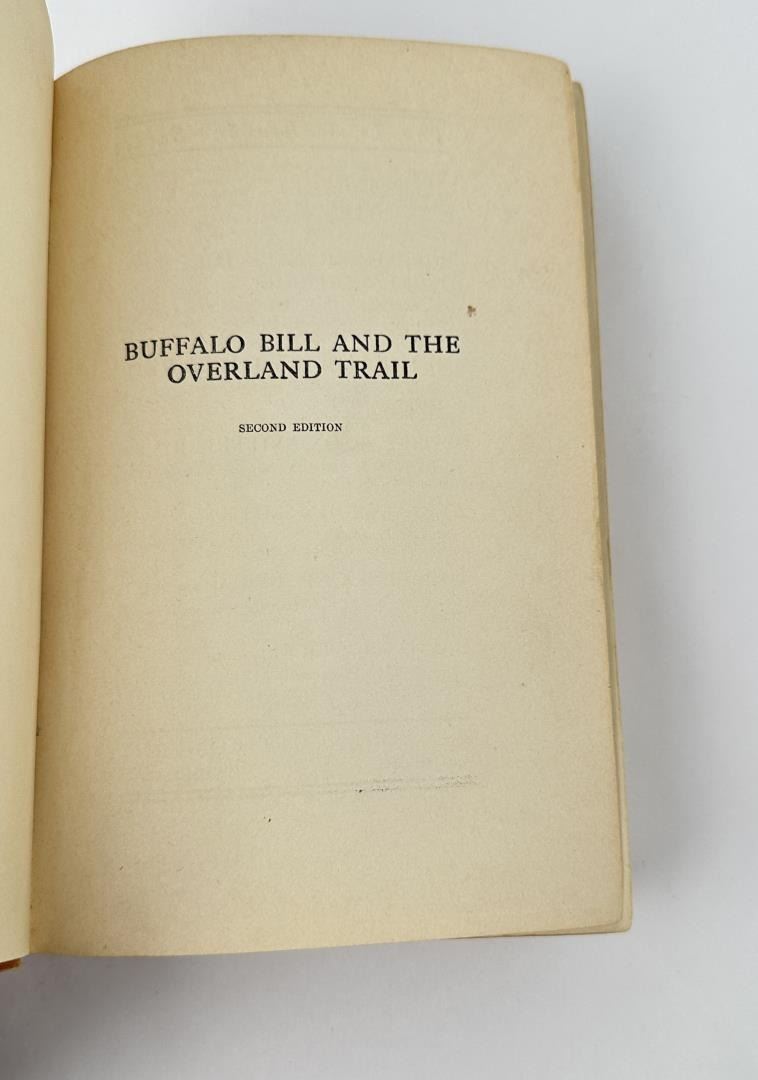 BUFFALO BILL AND THE
OVERLAND TRAIL
SECOND EDITION